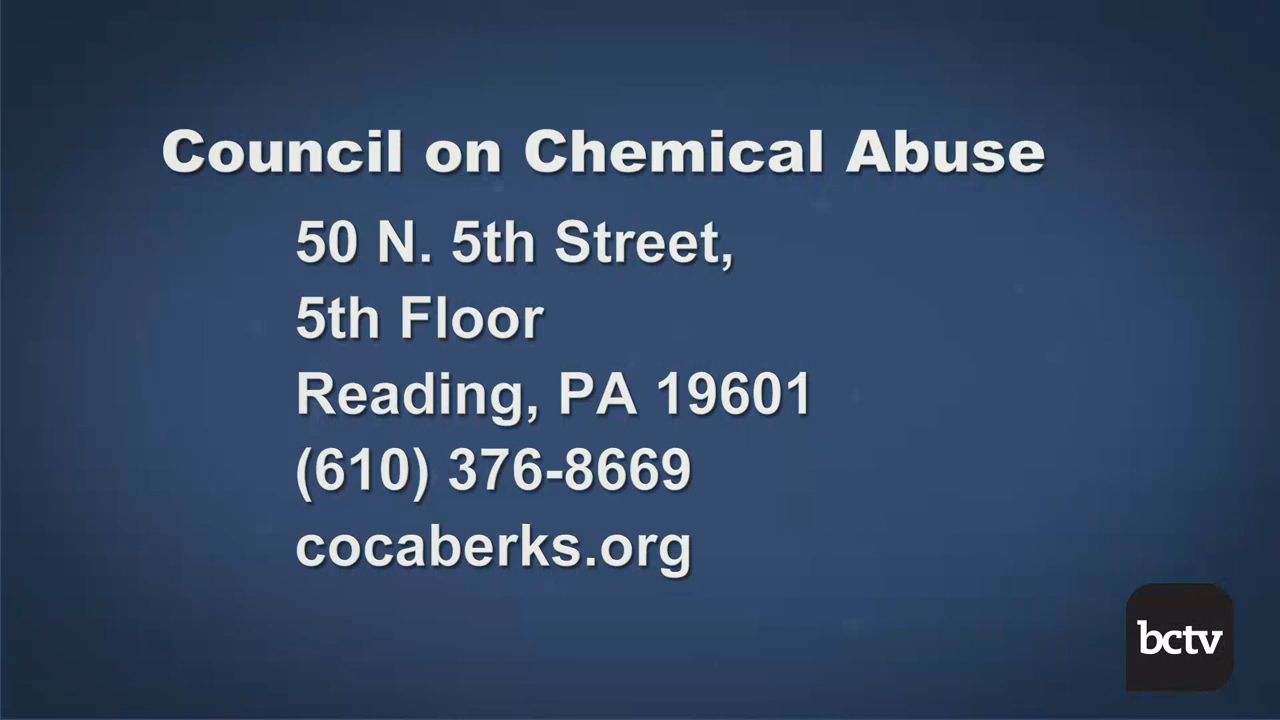 Council on Chemical Abuse
50 N. 5th Street,
5th Floor
Reading, PA 19601
(610) 376-8669
cocaberks.org
bctv